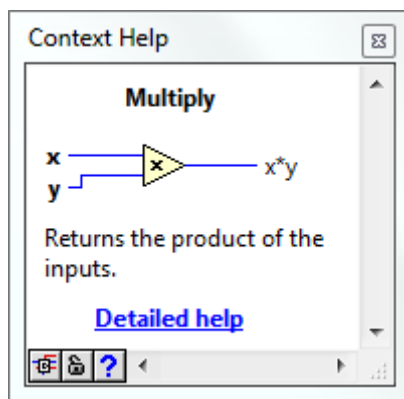 Context Help
Multiply
x
x
x*y
y
Returns the product of the
inputs.
Detailed help
?